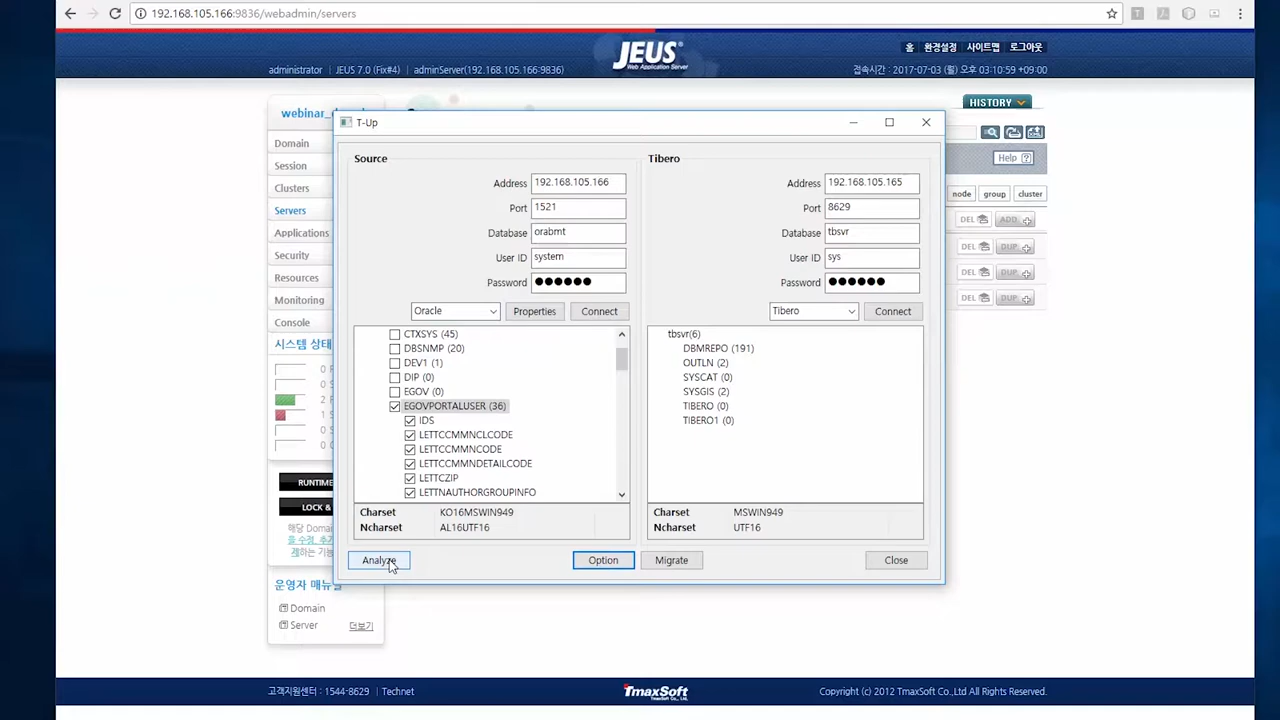 192.168.105.166:9836/webadmin/servers
홈 환경설정 사이트맵 로그아웃
JEUS
Web Application Server
administrator | JEUS 7.0 (Fix#4) | adminServer(192.168.105.166:9836)
접속시간 : 2017-07-03 (월) 오후 03:10:59 +09:00
HISTORY
webinar_
Help
Domain
Session
Clusters
Servers
Applications
Security
Resources
Monitoring
Console
node group cluster
DEL ADD
DEL DUP
DEL DUP
DEL DUP
시스템 상태
RUNTIME
LOCK &
해당 Domain
운영자 매뉴얼
Domain
Server 더보기
T-Up
Source
Address 192.168.105.166
Port 1521
Database orabmt
User ID system
Password ●●●●●●
Oracle Properties Connect
CTXSYS (45)
DBSNMP (20)
DEV1 (1)
DIP (0)
EGOV (0)
EGOVPORTALUSER (36)
IDS
LETTCCMMNCLCODE
LETTCCMMNCODE
LETTCCMMNDETAILCODE
LETTCZIP
LETTNAUTHORGROUPINFO
Charset KO16MSWIN949
Ncharset AL16UTF16
Tibero
Address 192.168.105.165
Port 8629
Database tbsvr
User ID sys
Password ●●●●●●
Tibero Connect
tbsvr(6)
DBMREPO (191)
OUTLN (2)
SYSCAT (0)
SYSGIS (2)
TIBERO (0)
TIBERO1 (0)
Charset MSWIN949
Ncharset UTF16
Analyze Option Migrate Close
고객지원센터 : 1544-8629 | Technet
TmaxSoft
TmaxSoft Co., Ltd.
Copyright (c) 2012 TmaxSoft Co.,Ltd All Rights Reserved.